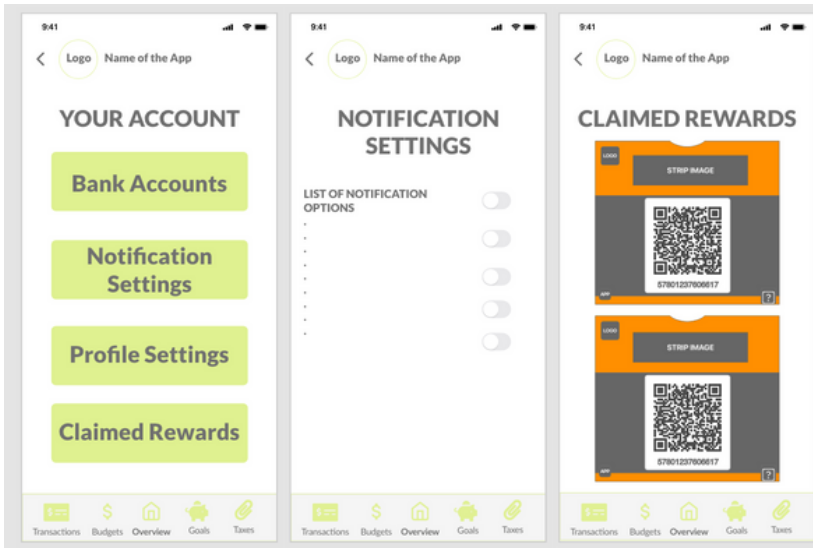 9:41
Logo Name of the App
YOUR ACCOUNT
Bank Accounts
Notification
Settings
Profile Settings
Claimed Rewards
Transactions Budgets Overview Goals Taxes
9:41
Logo Name of the App
NOTIFICATION
SETTINGS
LIST OF NOTIFICATION
OPTIONS
Transactions Budgets Overview Goals Taxes
9:41
Logo Name of the App
CLAIMED REWARDS
LOGO
STRIP IMAGE
57801237606617
APP
?
LOGO
STRIP IMAGE
57801237606617
APP
?
Transactions Budgets Overview Goals Taxes